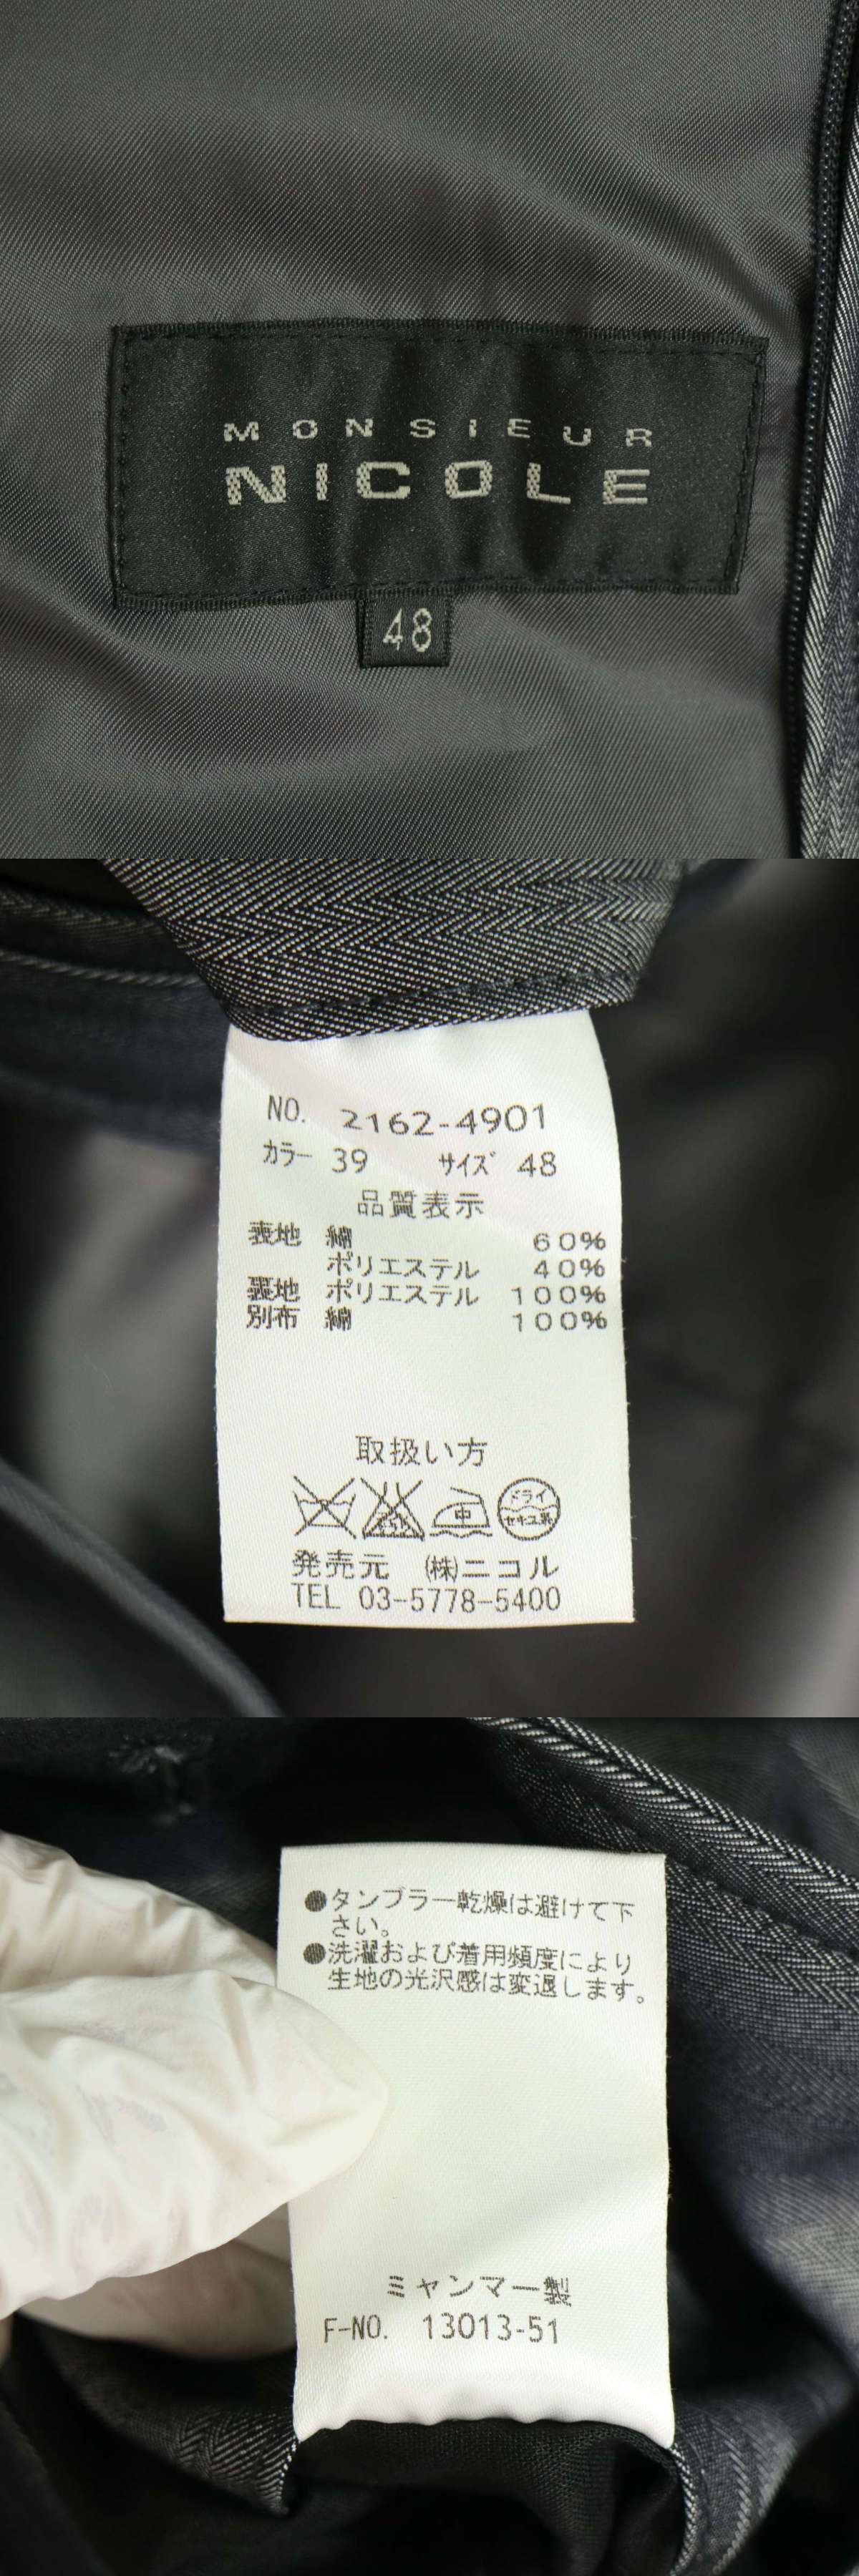 MONSIEUR
NICOLE
48
NO. 2162-4901
カラー 39 サイズ 48
品質表示
表地 綿 60%
ポリエステル 40%
裏地 ポリエステル 100%
別布 綿 100%
取扱い方
中 ドライ
セキユ系
発売元 (株)ニコル
TEL 03-5778-5400
●タンブラー乾燥は避けて下
さい。
●洗濯および着用頻度により
生地の光沢感は変退します。
ミャンマー製
F-NO. 13013-51